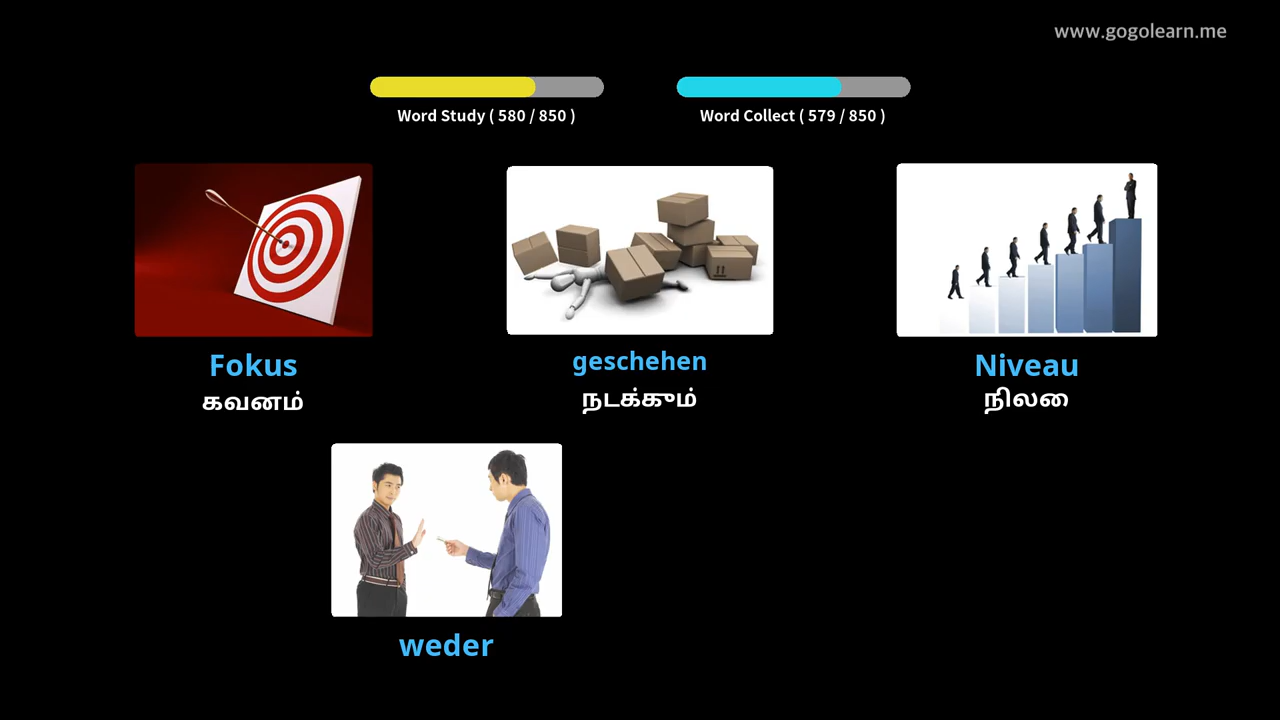 www.gogolearn.me
Word Study ( 580 / 850 )
Word Collect ( 579 / 850 )
Fokus
கவனம்
geschehen
நடக்கும்
Niveau
நிலை
weder